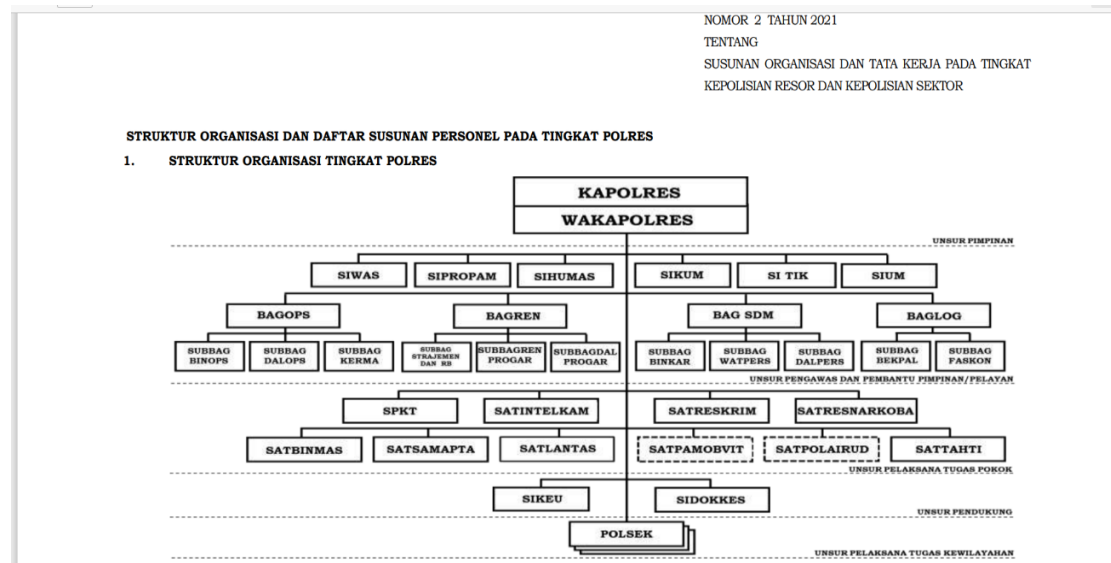 NOMOR 2 TAHUN 2021
TENTANG
SUSUNAN ORGANISASI DAN TATA KERJA PADA TINGKAT
KEPOLISIAN RESOR DAN KEPOLISIAN SEKTOR
STRUKTUR ORGANISASI DAN DAFTAR SUSUNAN PERSONEL PADA TINGKAT POLRES
1. STRUKTUR ORGANISASI TINGKAT POLRES
KAPOLRES
WAKAPOLRES
UNSUR PIMPINAN
SIWAS
SIPROPAM
SIHUMAS
SIKUM
SI TIK
SIUM
BAGOPS
BAGREN
BAG SDM
BAGLOG
SUBBAG
BINOPS
SUBBAG
DALOPS
SUBBAG
KERMA
SUBBAG
STRAJEMEN
DAN RB
SUBBAGREN
PROGAR
SUBBAGDAL
PROGAR
SUBBAG
BINKAR
SUBBAG
WATPERS
SUBBAG
DALPERS
SUBBAG
BEKPAL
SUBBAG
FASKON
UNSUR PENGAWAS DAN PEMBANTU PIMPINAN/PELAYAN
SPKT
SATINTELKAM
SATRESKRIM
SATRESNARKOBA
SATBINMAS
SATSAMAPTA
SATLANTAS
SATPAMOBVIT
SATPOLAIRUD
SATTAHTI
UNSUR PELAKSANA TUGAS POKOK
SIKEU
SIDOKKES
UNSUR PENDUKUNG
POLSEK
UNSUR PELAKSANA TUGAS KEWILAYAHAN